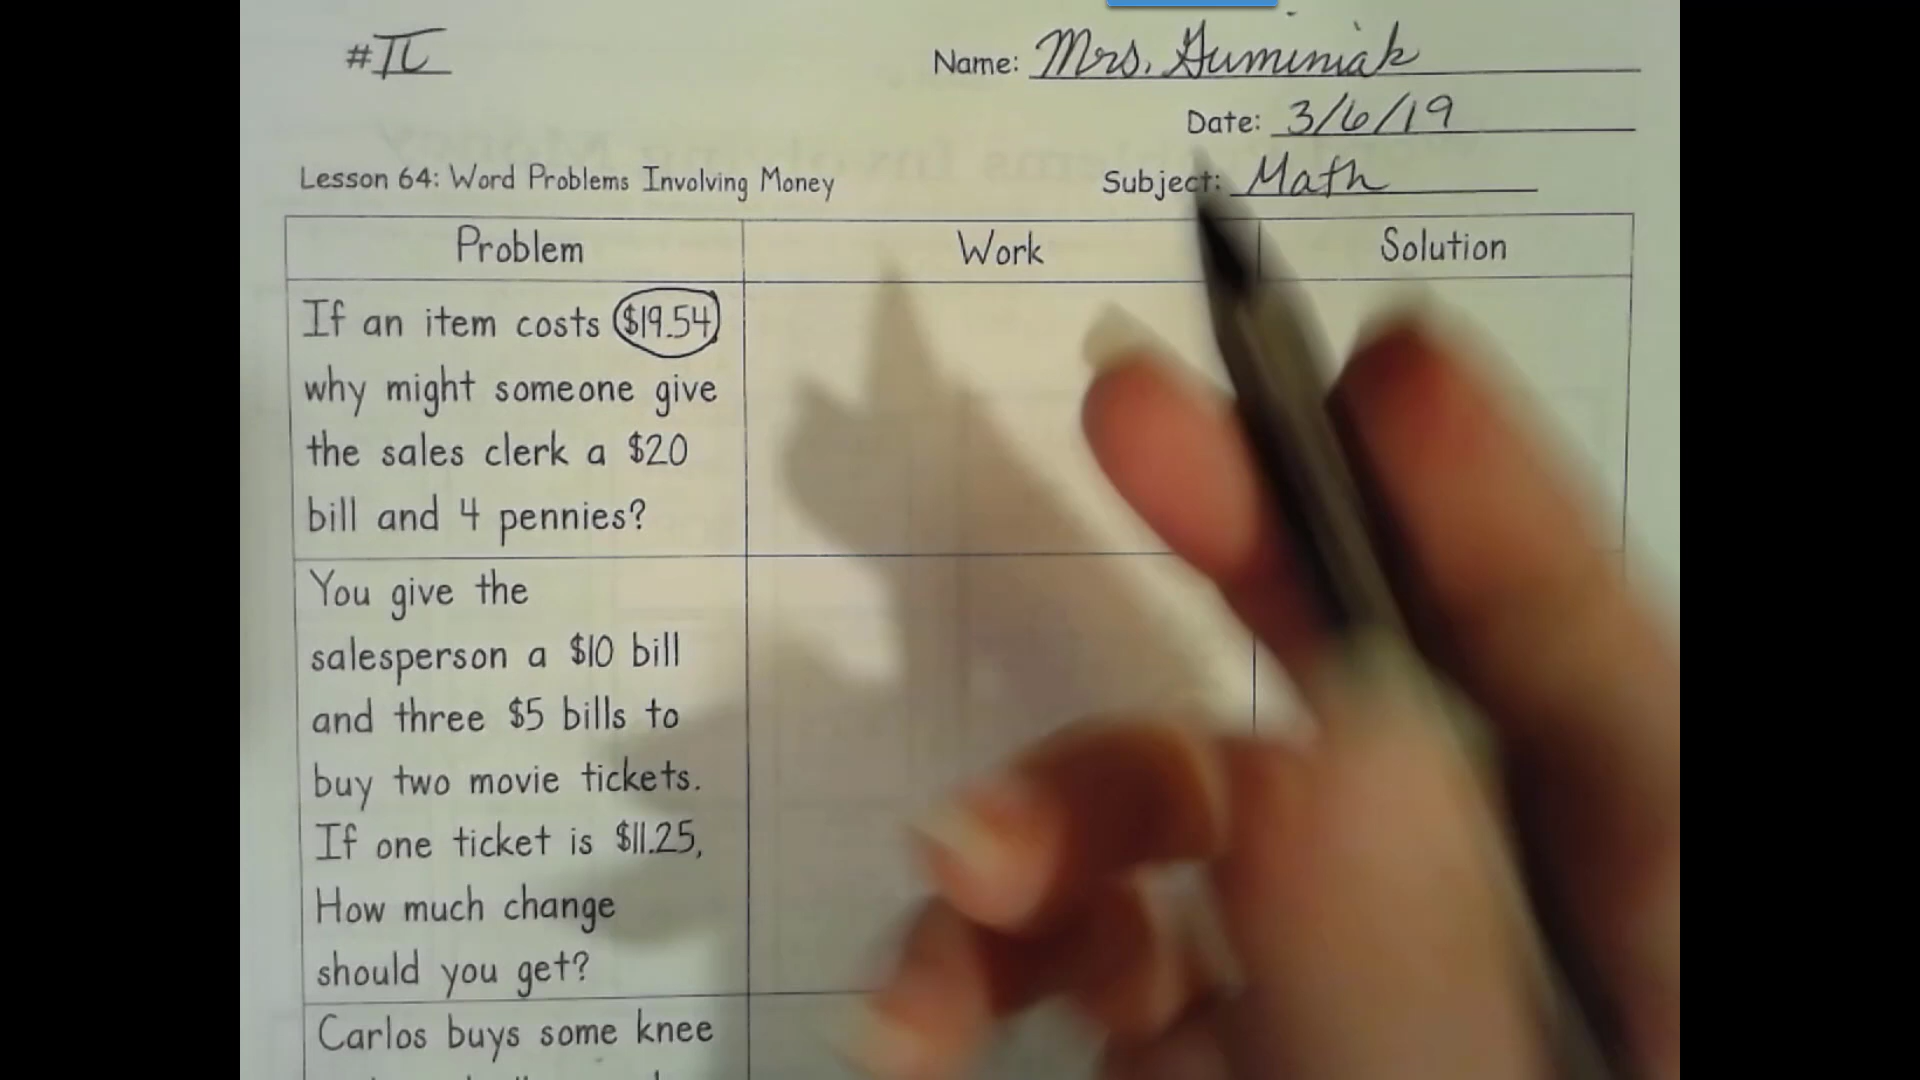 #π
Name: Mrs. Guminiak
Date: 3/6/19
Lesson 64: Word Problems Involving Money
Subject: Math
Problem
Work
Solution
If an item costs $19.54
why might someone give
the sales clerk a $20
bill and 4 pennies?
You give the
salesperson a $10 bill
and three $5 bills to
buy two movie tickets.
If one ticket is $11.25,
How much change
should you get?
Carlos buys some knee